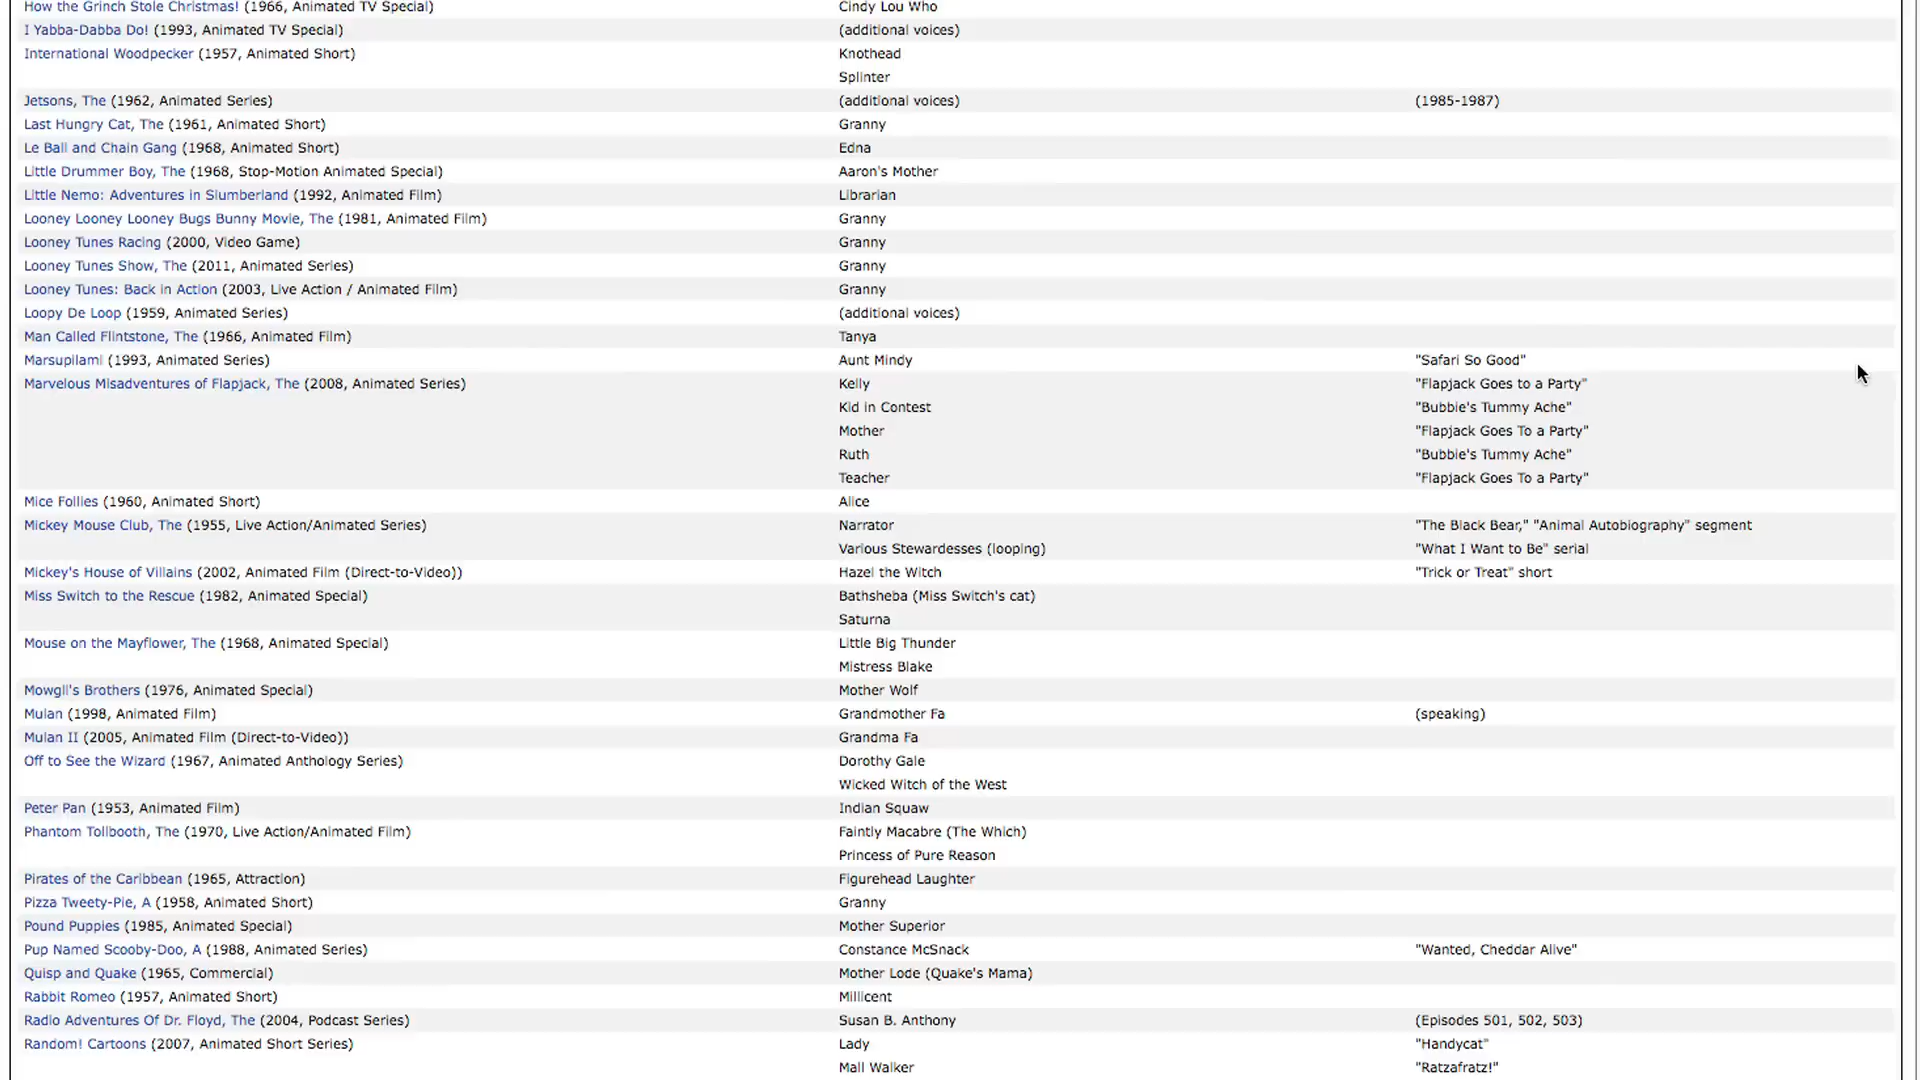 How the Grinch Stole Christmas! (1966, Animated TV Special) Cindy Lou Who
I Yabba-Dabba Do! (1993, Animated TV Special) (additional voices)
International Woodpecker (1957, Animated Short) Knothead
Splinter
Jetsons, The (1962, Animated Series) (additional voices) (1985-1987)
Last Hungry Cat, The (1961, Animated Short) Granny
Le Ball and Chain Gang (1968, Animated Short) Edna
Little Drummer Boy, The (1968, Stop-Motion Animated Special) Aaron's Mother
Little Nemo: Adventures in Slumberland (1992, Animated Film) Librarian
Looney Looney Looney Bugs Bunny Movie, The (1981, Animated Film) Granny
Looney Tunes Racing (2000, Video Game) Granny
Looney Tunes Show, The (2011, Animated Series) Granny
Looney Tunes: Back in Action (2003, Live Action / Animated Film) Granny
Loopy De Loop (1959, Animated Series) (additional voices)
Man Called Flintstone, The (1966, Animated Film) Tanya
Marsupilami (1993, Animated Series) Aunt Mindy "Safari So Good"
Marvelous Misadventures of Flapjack, The (2008, Animated Series) Kelly "Flapjack Goes to a Party"
Kid in Contest "Bubbie's Tummy Ache"
Mother "Flapjack Goes To a Party"
Ruth "Bubbie's Tummy Ache"
Teacher "Flapjack Goes To a Party"
Mice Follies (1960, Animated Short) Alice
Mickey Mouse Club, The (1955, Live Action/Animated Series) Narrator "The Black Bear," "Animal Autobiography" segment
Various Stewardesses (looping) "What I Want to Be" serial
Mickey's House of Villains (2002, Animated Film (Direct-to-Video)) Hazel the Witch "Trick or Treat" short
Miss Switch to the Rescue (1982, Animated Special) Bathsheba (Miss Switch's cat)
Saturna
Mouse on the Mayflower, The (1968, Animated Special) Little Big Thunder
Mistress Blake
Mowgli's Brothers (1976, Animated Special) Mother Wolf
Mulan (1998, Animated Film) Grandmother Fa (speaking)
Mulan II (2005, Animated Film (Direct-to-Video)) Grandma Fa
Off to See the Wizard (1967, Animated Anthology Series) Dorothy Gale
Wicked Witch of the West
Peter Pan (1953, Animated Film) Indian Squaw
Phantom Tollbooth, The (1970, Live Action/Animated Film) Faintly Macabre (The Which)
Princess of Pure Reason
Pirates of the Caribbean (1965, Attraction) Figurehead Laughter
Pizza Tweety-Pie, A (1958, Animated Short) Granny
Pound Puppies (1985, Animated Special) Mother Superior
Pup Named Scooby-Doo, A (1988, Animated Series) Constance McSnack "Wanted, Cheddar Alive"
Quisp and Quake (1965, Commercial) Mother Lode (Quake's Mama)
Rabbit Romeo (1957, Animated Short) Millicent
Radio Adventures Of Dr. Floyd, The (2004, Podcast Series) Susan B. Anthony (Episodes 501, 502, 503)
Random! Cartoons (2007, Animated Short Series) Lady "Handycat"
Mall Walker "Ratzafratz!"